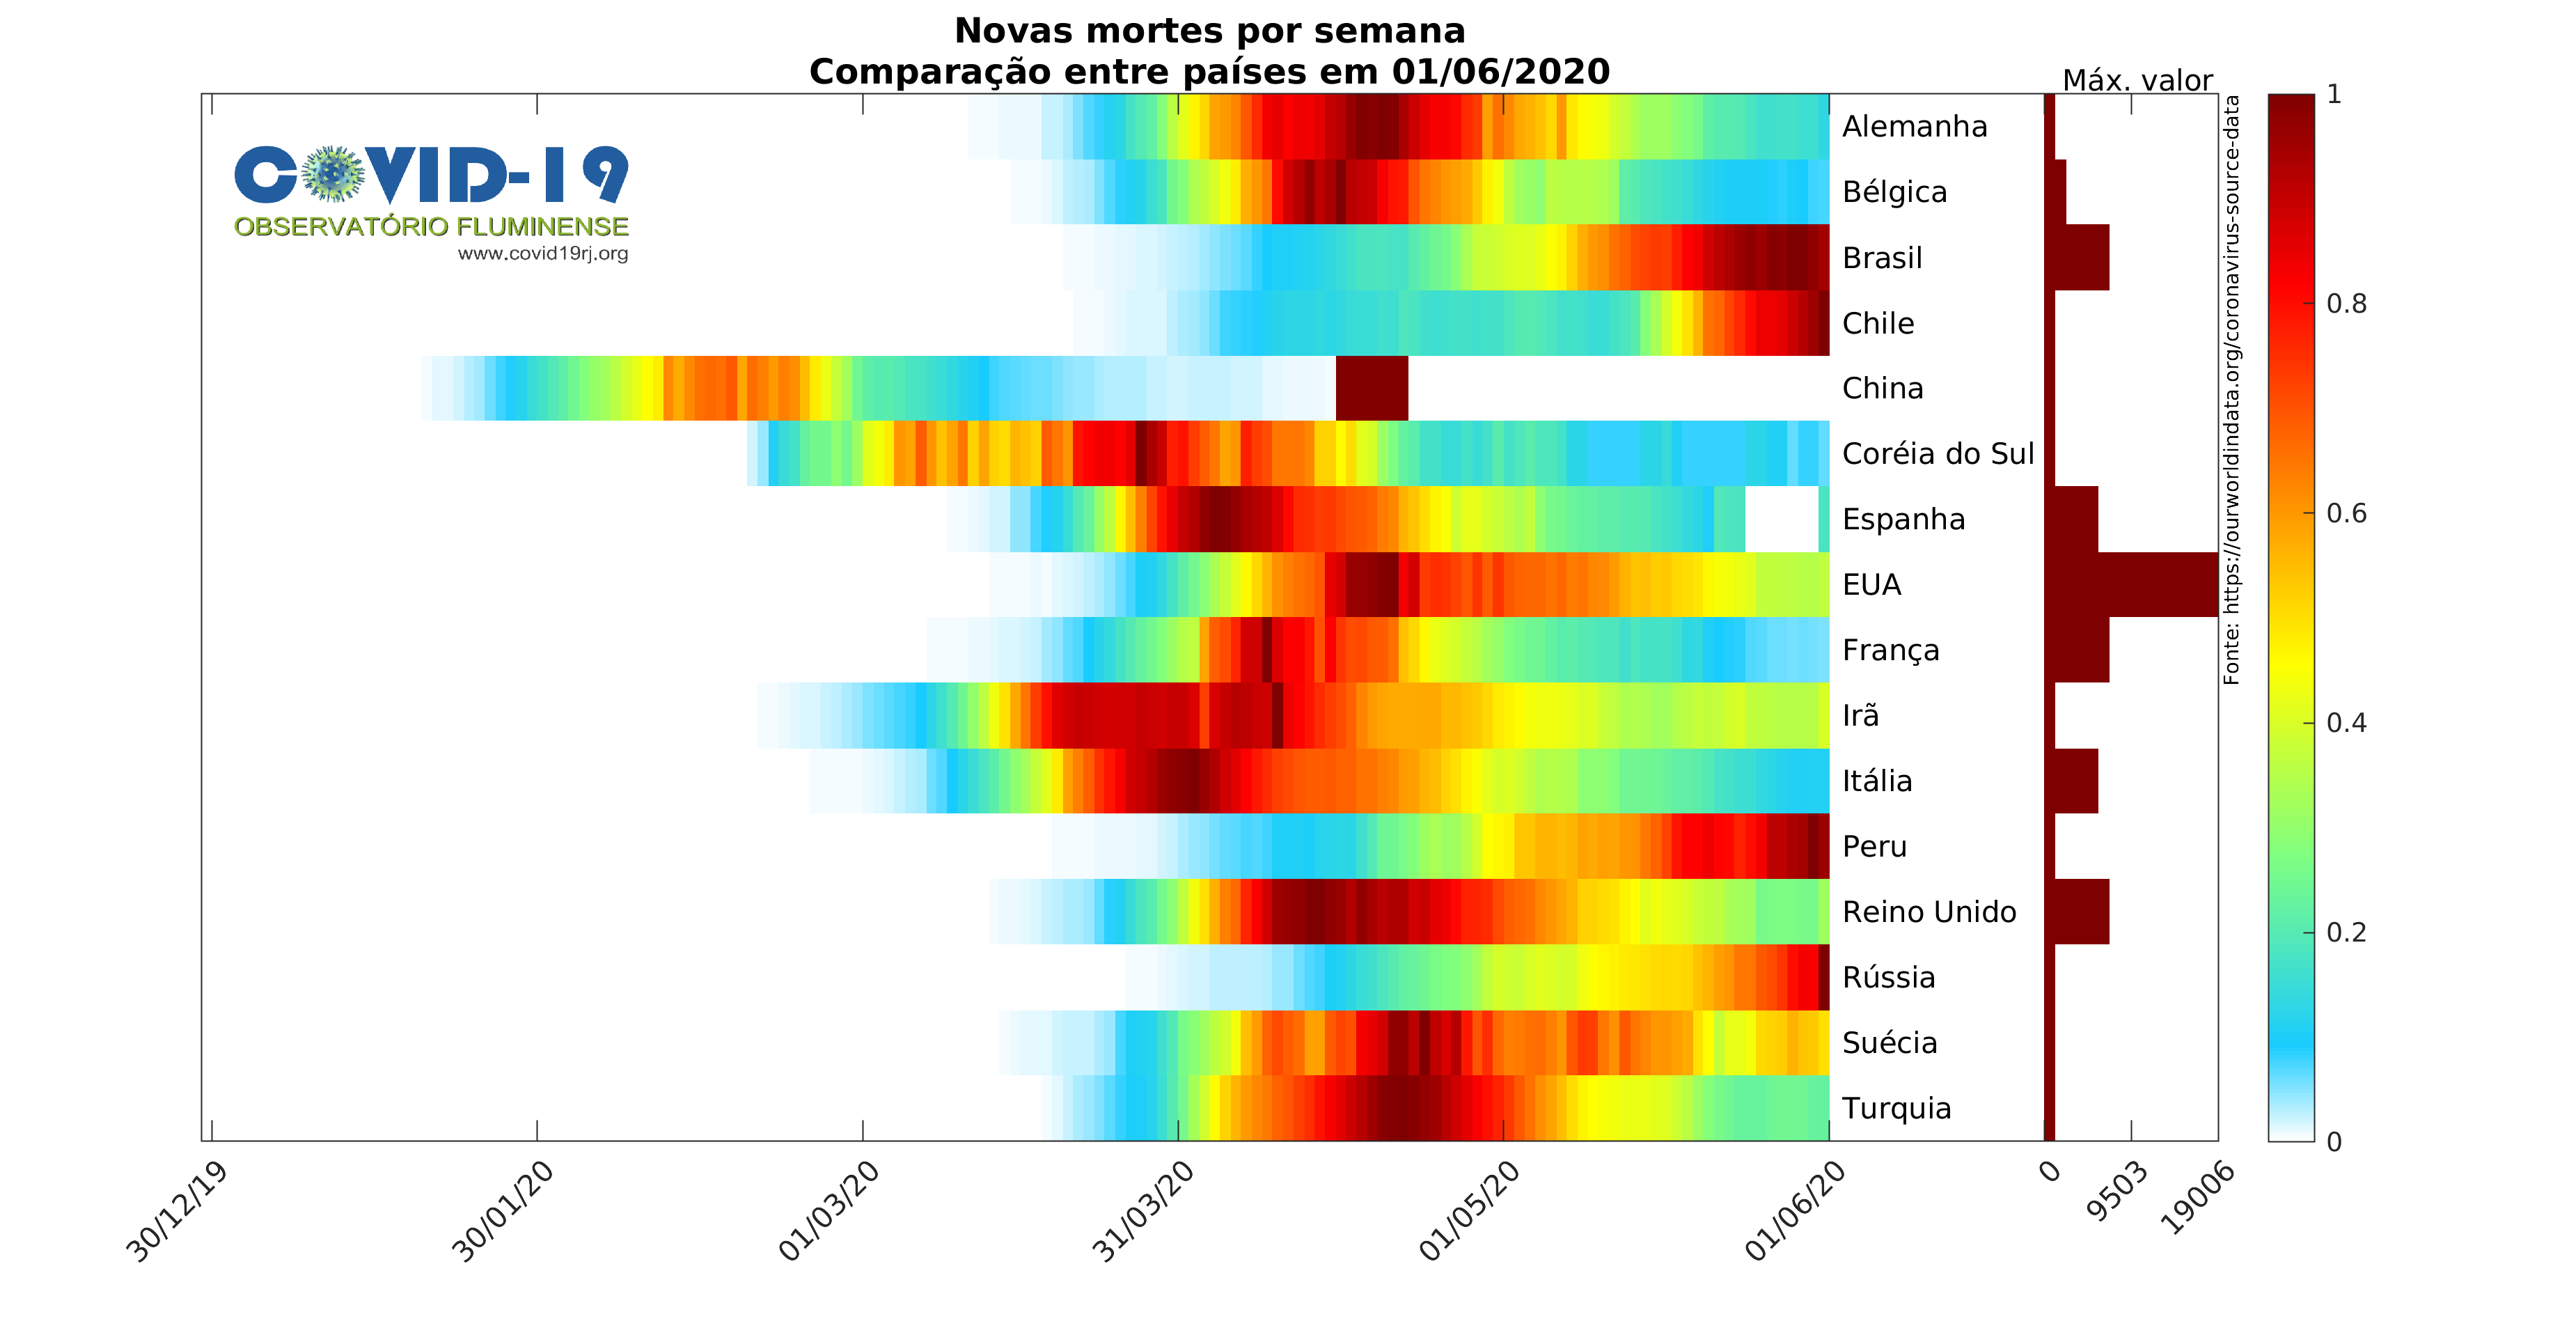 Novas mortes por semana
Comparação entre países em 01/06/2020
Máx. valor
COVID-19
OBSERVATÓRIO FLUMINENSE
www.covid19rj.org
Alemanha
Bélgica
Brasil
Chile
China
Coréia do Sul
Espanha
EUA
França
Irã
Itália
Peru
Reino Unido
Rússia
Suécia
Turquia
Fonte: https://ourworldindata.org/coronavirus-source-data
1
0.8
0.6
0.4
0.2
0
30/12/19
30/01/20
01/03/20
31/03/20
01/05/20
01/06/20
0
9503
19006